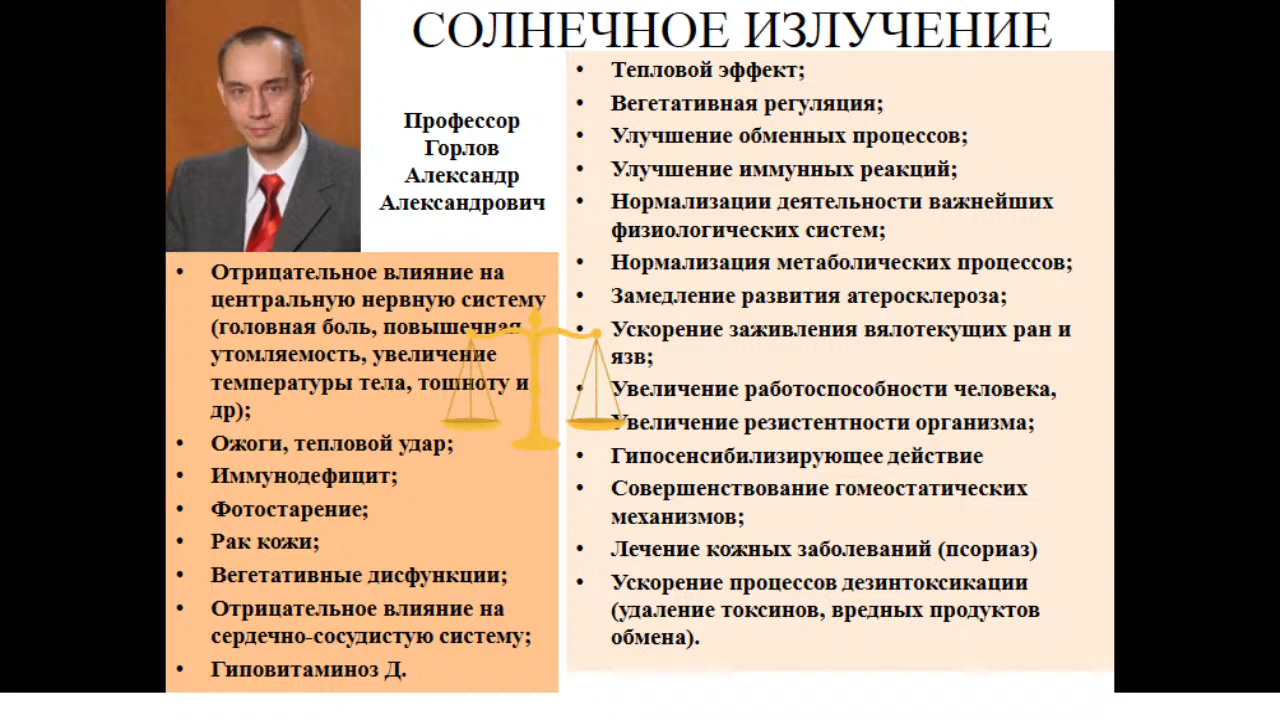 СОЛНЕЧНОЕ ИЗЛУЧЕНИЕ
Профессор
Горлов
Александр
Александрович
• Отрицательное влияние на
центральную нервную систему
(головная боль, повышечная
утомляемость, увеличение
температуры тела, тошноту и
др);
• Ожоги, тепловой удар;
• Иммунодефицит;
• Фотостарение;
• Рак кожи;
• Вегетативные дисфункции;
• Отрицательное влияние на
сердечно-сосудистую систему;
• Гиповитаминоз Д.
• Тепловой эффект;
• Вегетативная регуляция;
• Улучшение обменных процессов;
• Улучшение иммунных реакций;
• Нормализации деятельности важнейших
физиологических систем;
• Нормализация метаболических процессов;
• Замедление развития атеросклероза;
• Ускорение заживления вялотекущих ран и
язв;
• Увеличение работоспособности человека,
Увеличение резистентности организма;
• Гипосенсибилизирующее действие
• Совершенствование гомеостатических
механизмов;
• Лечение кожных заболеваний (псориаз)
• Ускорение процессов дезинтоксикации
(удаление токсинов, вредных продуктов
обмена).